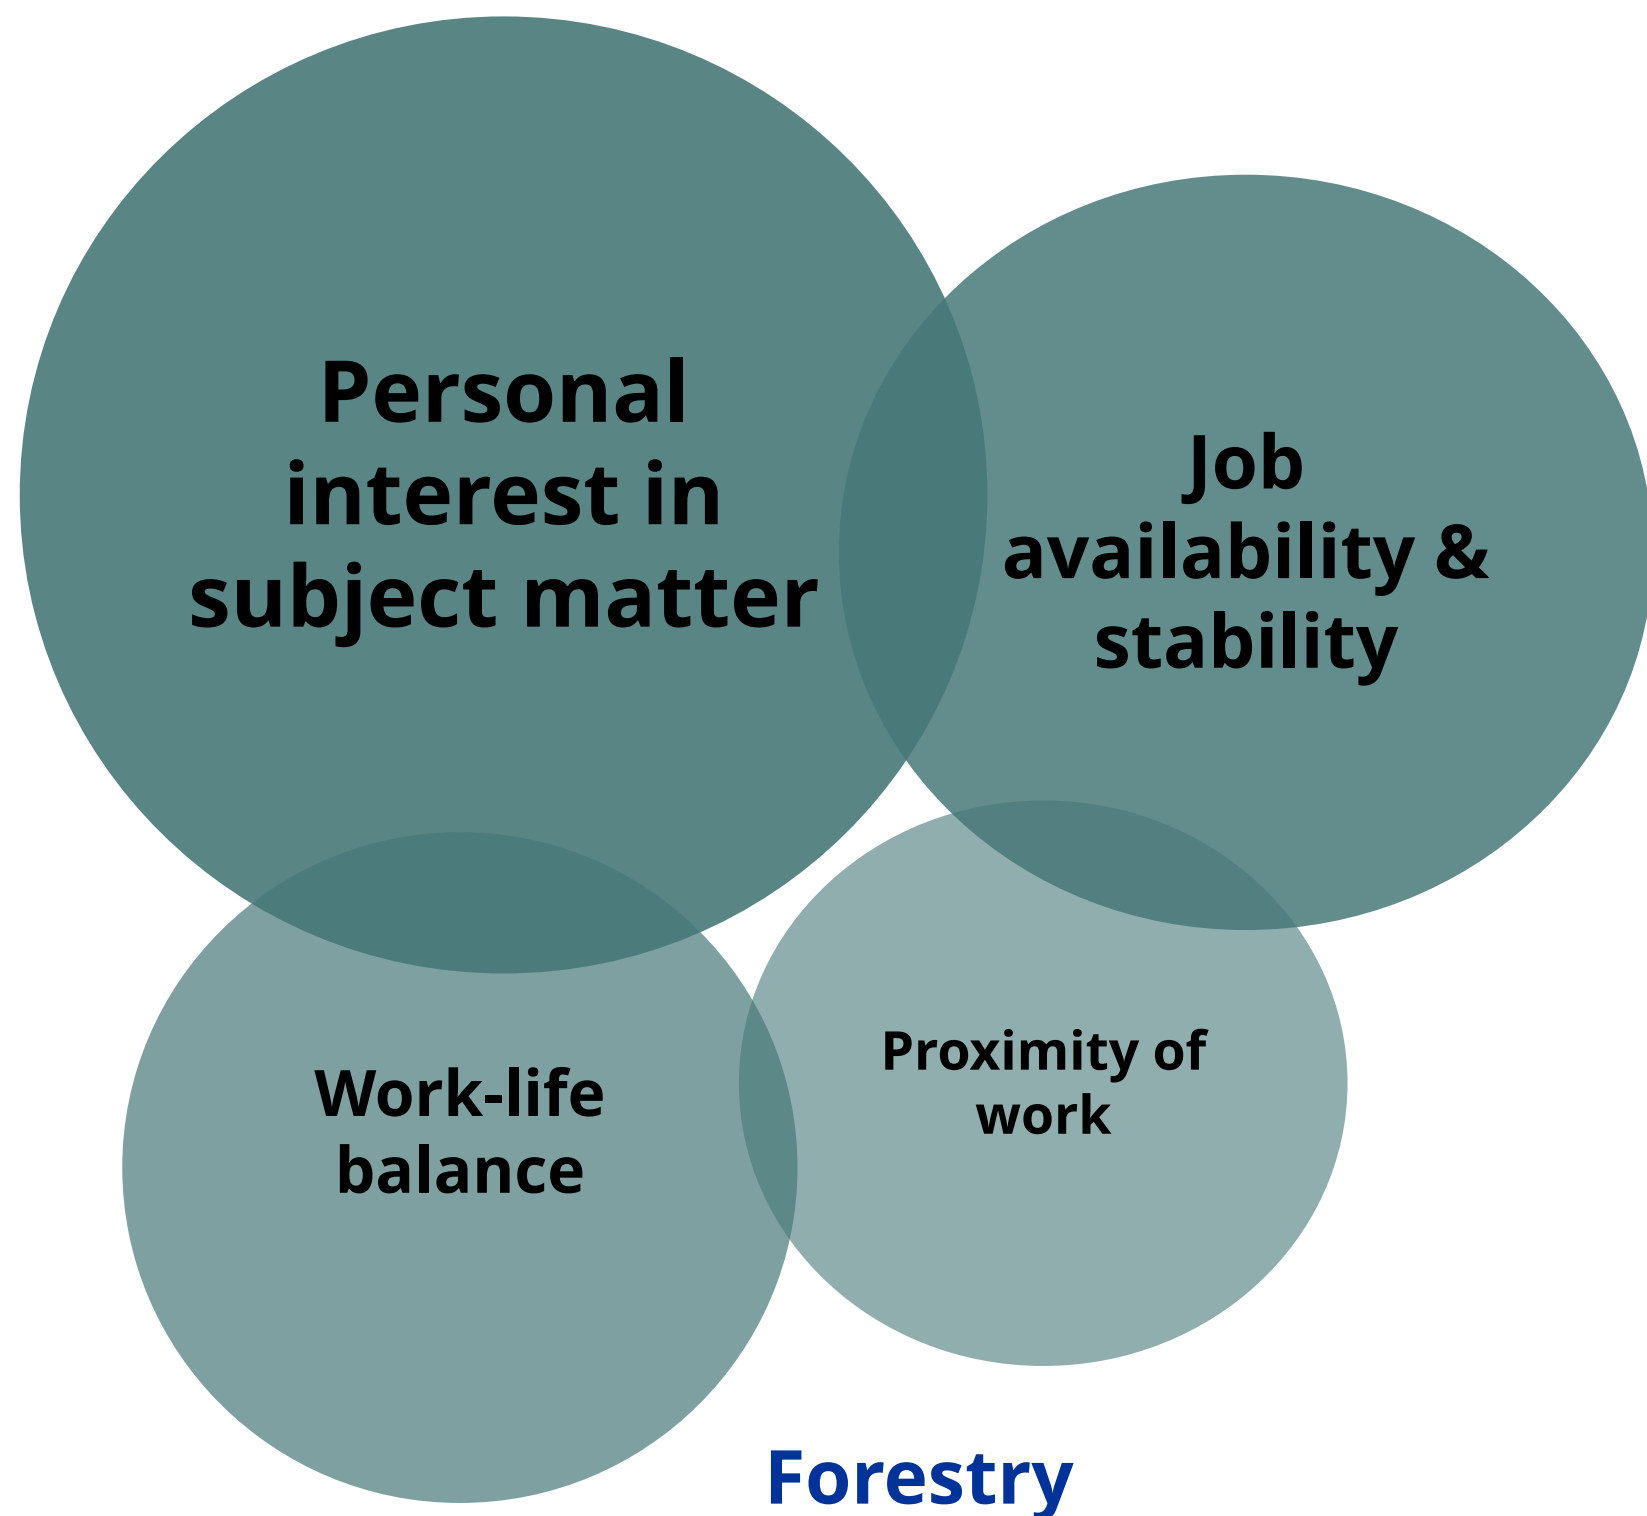 Personal
interest in
subject matter
Job
availability &
stability
Work-life
balance
Proximity of
work
Forestry